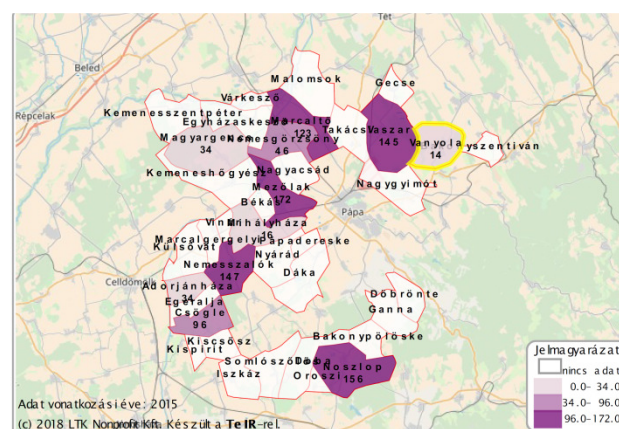 Tét
Beled
Répcelak
Malomsok
Gecse
Várkesző
Kemenesszentpéter
Egyházaskesző
Marcaltő
123
Takácsi
Vaszar
145
Vanyola
14
Magyargencs
34
Nemesgörzsöny
46
Kemeneshőgyész
Nagyacsád
Mezőlak
172
Nagygyimót
Békás
Pápa
Vinár
Mihályháza
16
Marcalgergelyi
Pápadereske
Külsővat
Nyárád
Nemesszalók
147
Dáka
Celldömölk
Adorjánháza
34
Egeralja
Csögle
96
Döbrönte
Ganna
Kiscsősz
Kispirit
Bakonypölöske
Somlószőlős
Doba
Iszkáz
Oroszi
Noszlop
156
Jelmagyarázat
nincs adat
0.0- 34.0
34.0- 96.0
96.0-172.0
Adat vonatkozási éve: 2015
(c) 2018 LTK Nonprofit Kft. Készült a TeIR-rel.